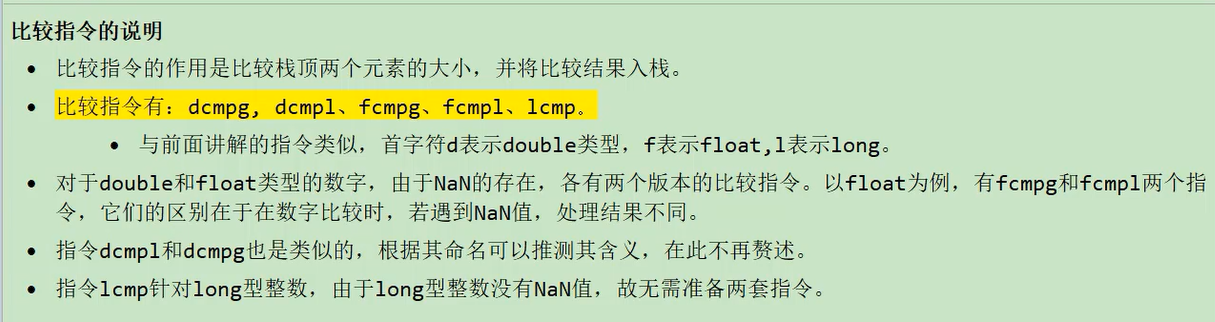 比较指令的说明
• 比较指令的作用是比较栈顶两个元素的大小，并将比较结果入栈。
• 比较指令有：dcmpg, dcmpl、fcmpg、fcmpl、lcmp。
• 与前面讲解的指令类似，首字符d表示double类型，f表示float,l表示long。
• 对于double和float类型的数字，由于NaN的存在，各有两个版本的比较指令。以float为例，有fcmpg和fcmpl两个指
令，它们的区别在于在数字比较时，若遇到NaN值，处理结果不同。
• 指令dcmpl和dcmpg也是类似的，根据其命名可以推测其含义，在此不再赘述。
• 指令lcmp针对long型整数，由于long型整数没有NaN值，故无需准备两套指令。